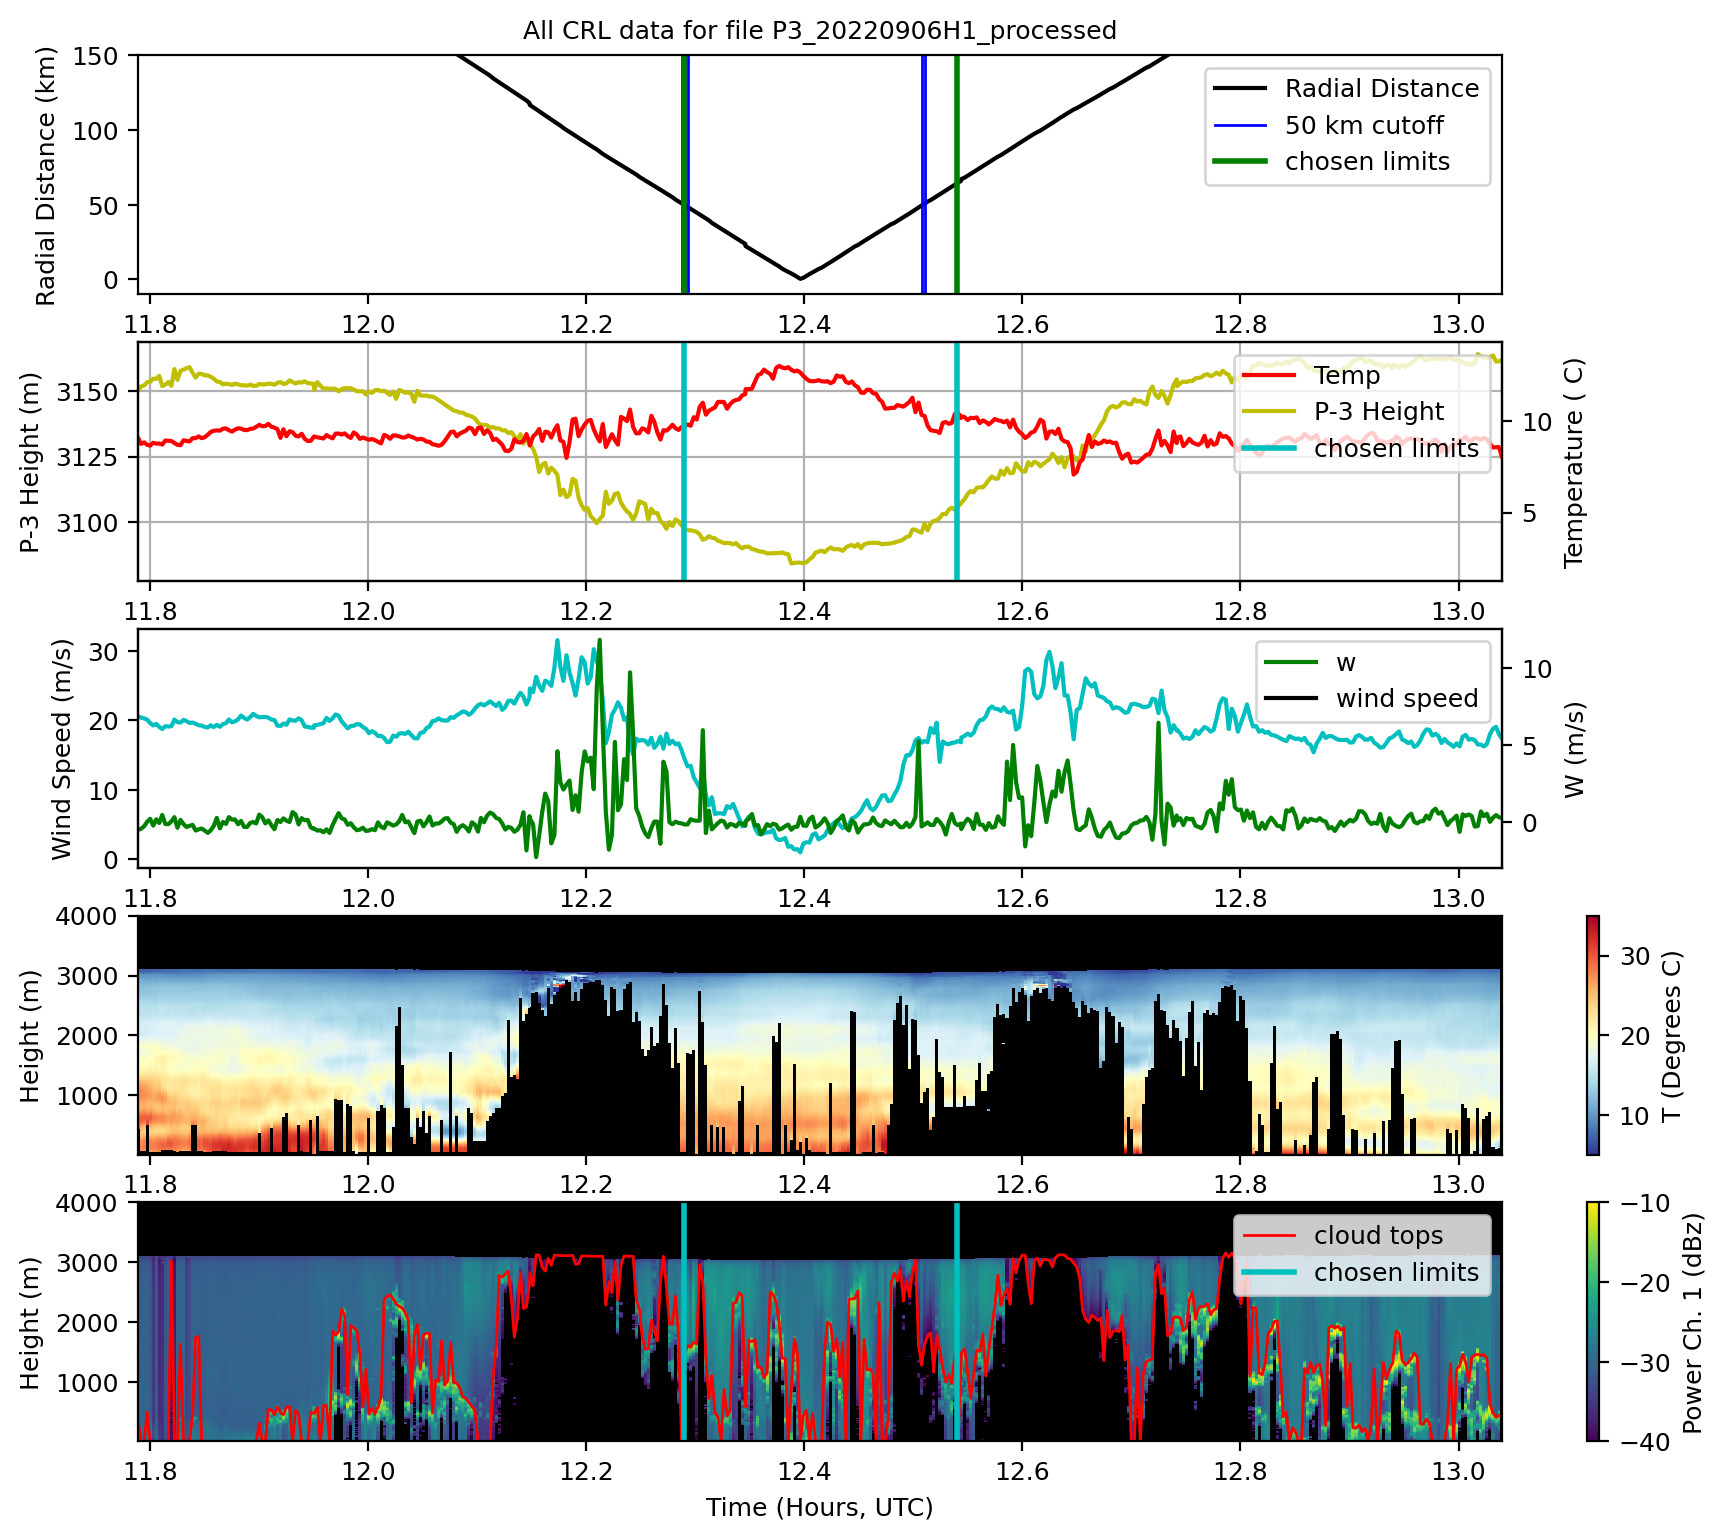 All CRL data for file P3_20220906H1_processed
Radial Distance (km)
150
100
50
0
Radial Distance
50 km cutoff
chosen limits
11.8 12.0 12.2 12.4 12.6 12.8 13.0
P-3 Height (m)
3150
3125
3100
Temp
P-3 Height
chosen limits
10
5
Temperature ( C)
11.8 12.0 12.2 12.4 12.6 12.8 13.0
Wind Speed (m/s)
30
20
10
0
w
wind speed
10
5
0
W (m/s)
11.8 12.0 12.2 12.4 12.6 12.8 13.0
Height (m)
4000
3000
2000
1000
30
20
10
T (Degrees C)
11.8 12.0 12.2 12.4 12.6 12.8 13.0
Height (m)
4000
3000
2000
1000
cloud tops
chosen limits
−10
−20
−30
−40
Power Ch. 1 (dBz)
11.8 12.0 12.2 12.4 12.6 12.8 13.0
Time (Hours, UTC)